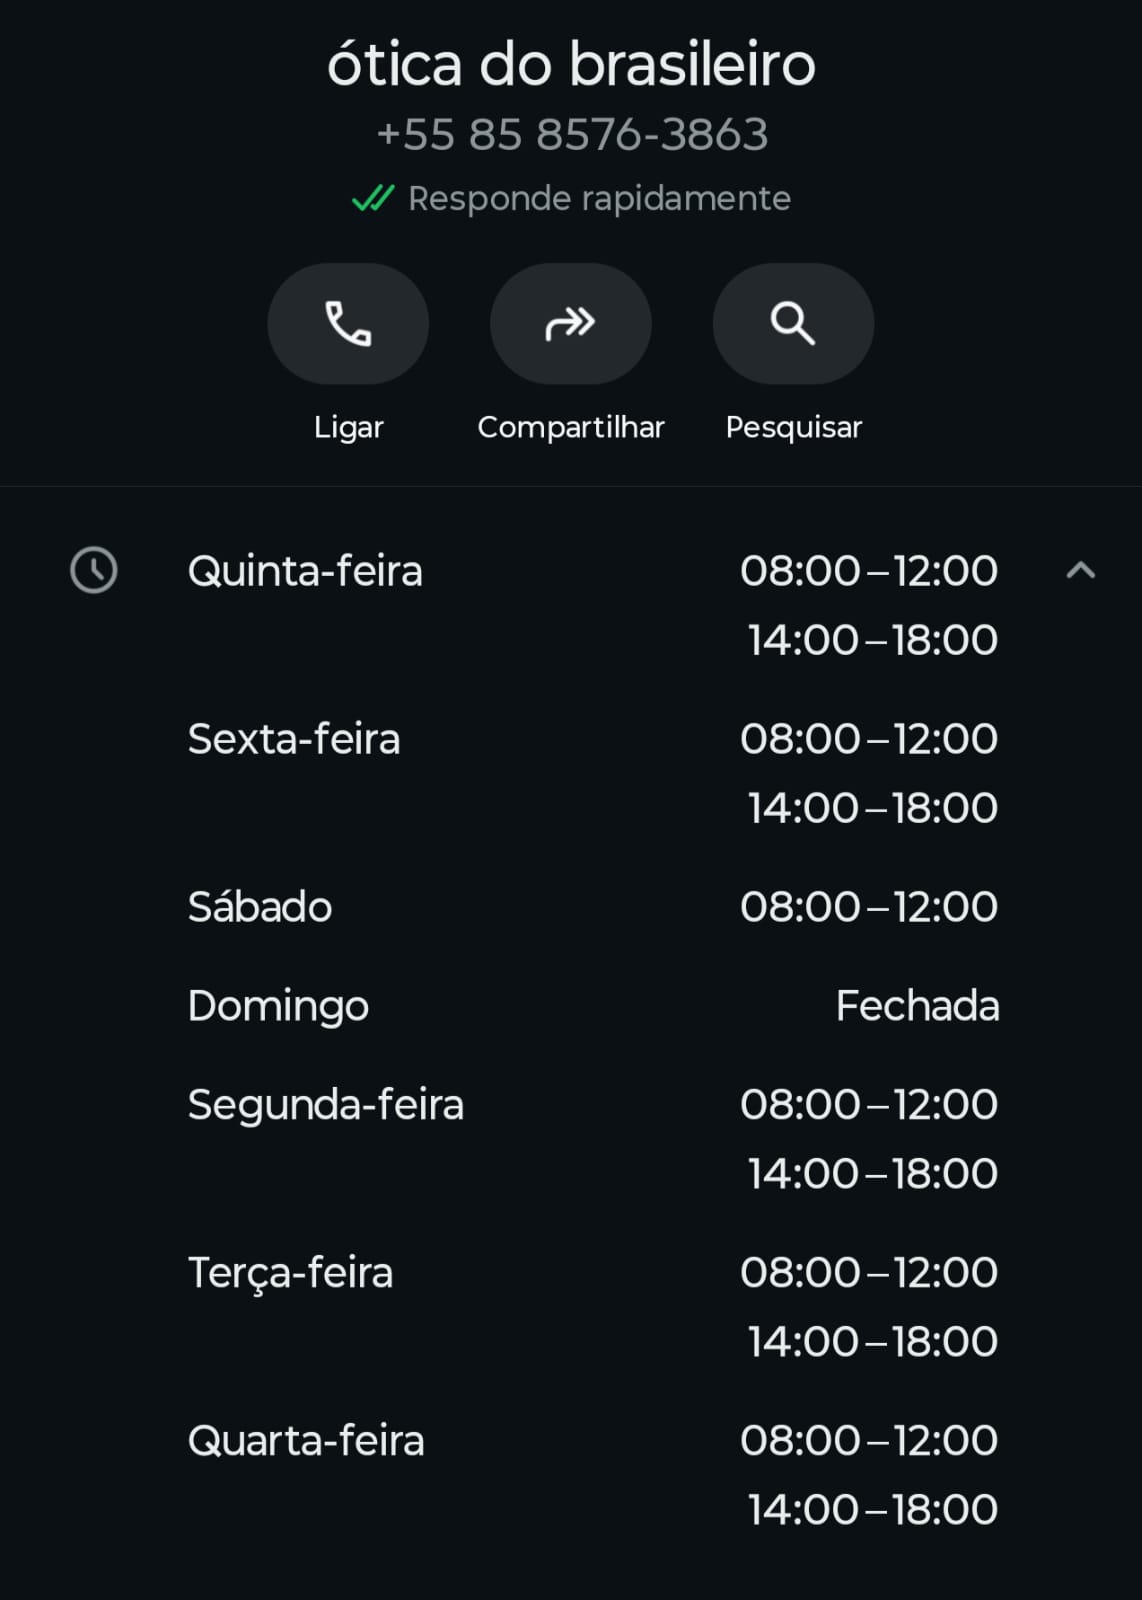 ótica do brasileiro
+55 85 8576-3863
Responde rapidamente
Ligar Compartilhar Pesquisar
Quinta-feira 08:00–12:00
14:00–18:00
Sexta-feira 08:00–12:00
14:00–18:00
Sábado 08:00–12:00
Domingo Fechada
Segunda-feira 08:00–12:00
14:00–18:00
Terça-feira 08:00–12:00
14:00–18:00
Quarta-feira 08:00–12:00
14:00–18:00